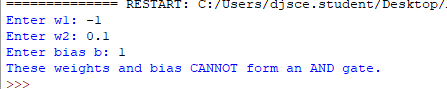 ============== RESTART: C:/Users/djsce.student/Desktop/
Enter w1: -1
Enter w2: 0.1
Enter bias b: 1
These weights and bias CANNOT form an AND gate.
>>>